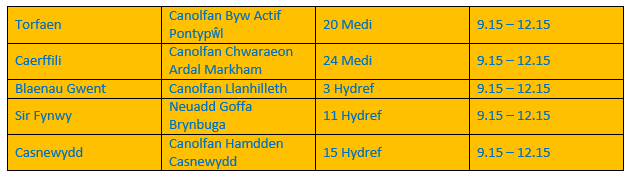 Torfaen Canolfan Byw Actif Pontypŵl 20 Medi 9.15 – 12.15
Caerffili Canolfan Chwaraeon Ardal Markham 24 Medi 9.15 – 12.15
Blaenau Gwent Canolfan Llanhilleth 3 Hydref 9.15 – 12.15
Sir Fynwy Neuadd Goffa Brynbuga 11 Hydref 9.15 – 12.15
Casnewydd Canolfan Hamdden Casnewydd 15 Hydref 9.15 – 12.15